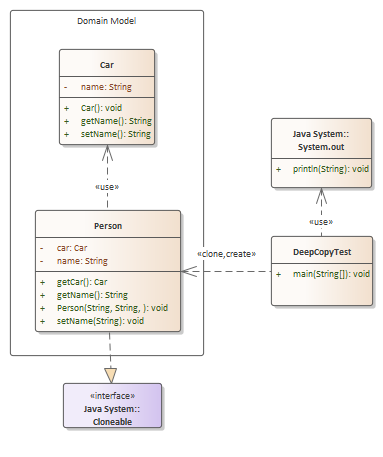 Domain Model
Car
- name: String
+ Car(): void
+ getName(): String
+ setName(): String
«use»
Person
- car: Car
- name: String
+ getCar(): Car
+ getName(): String
+ Person(String, String, ): void
+ setName(String): void
«interface»
Java System::
Cloneable
«clone,create»
Java System::
System.out
+ println(String): void
«use»
DeepCopyTest
+ main(String[]): void